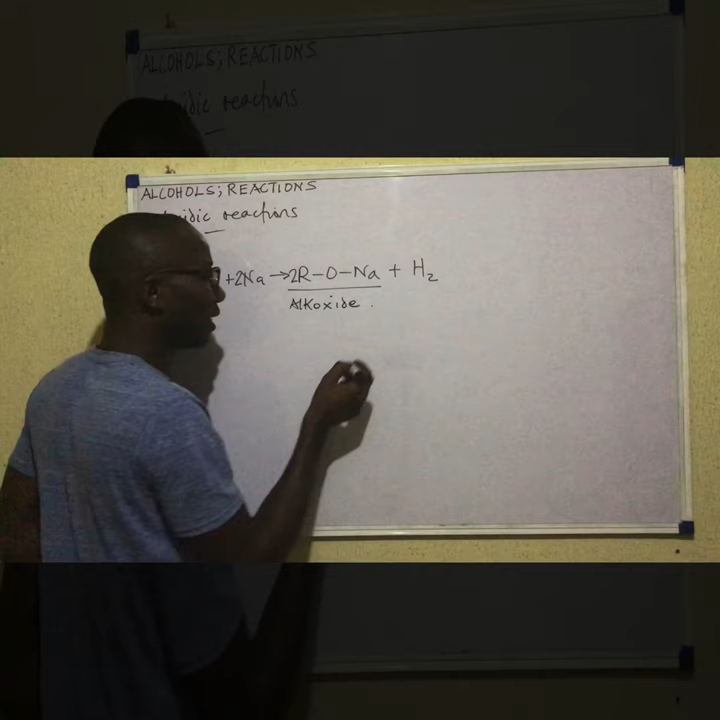 ALCOHOLS; REACTIONS
reactions
+2Na →2R-O-Na + H₂
Alkoxide.